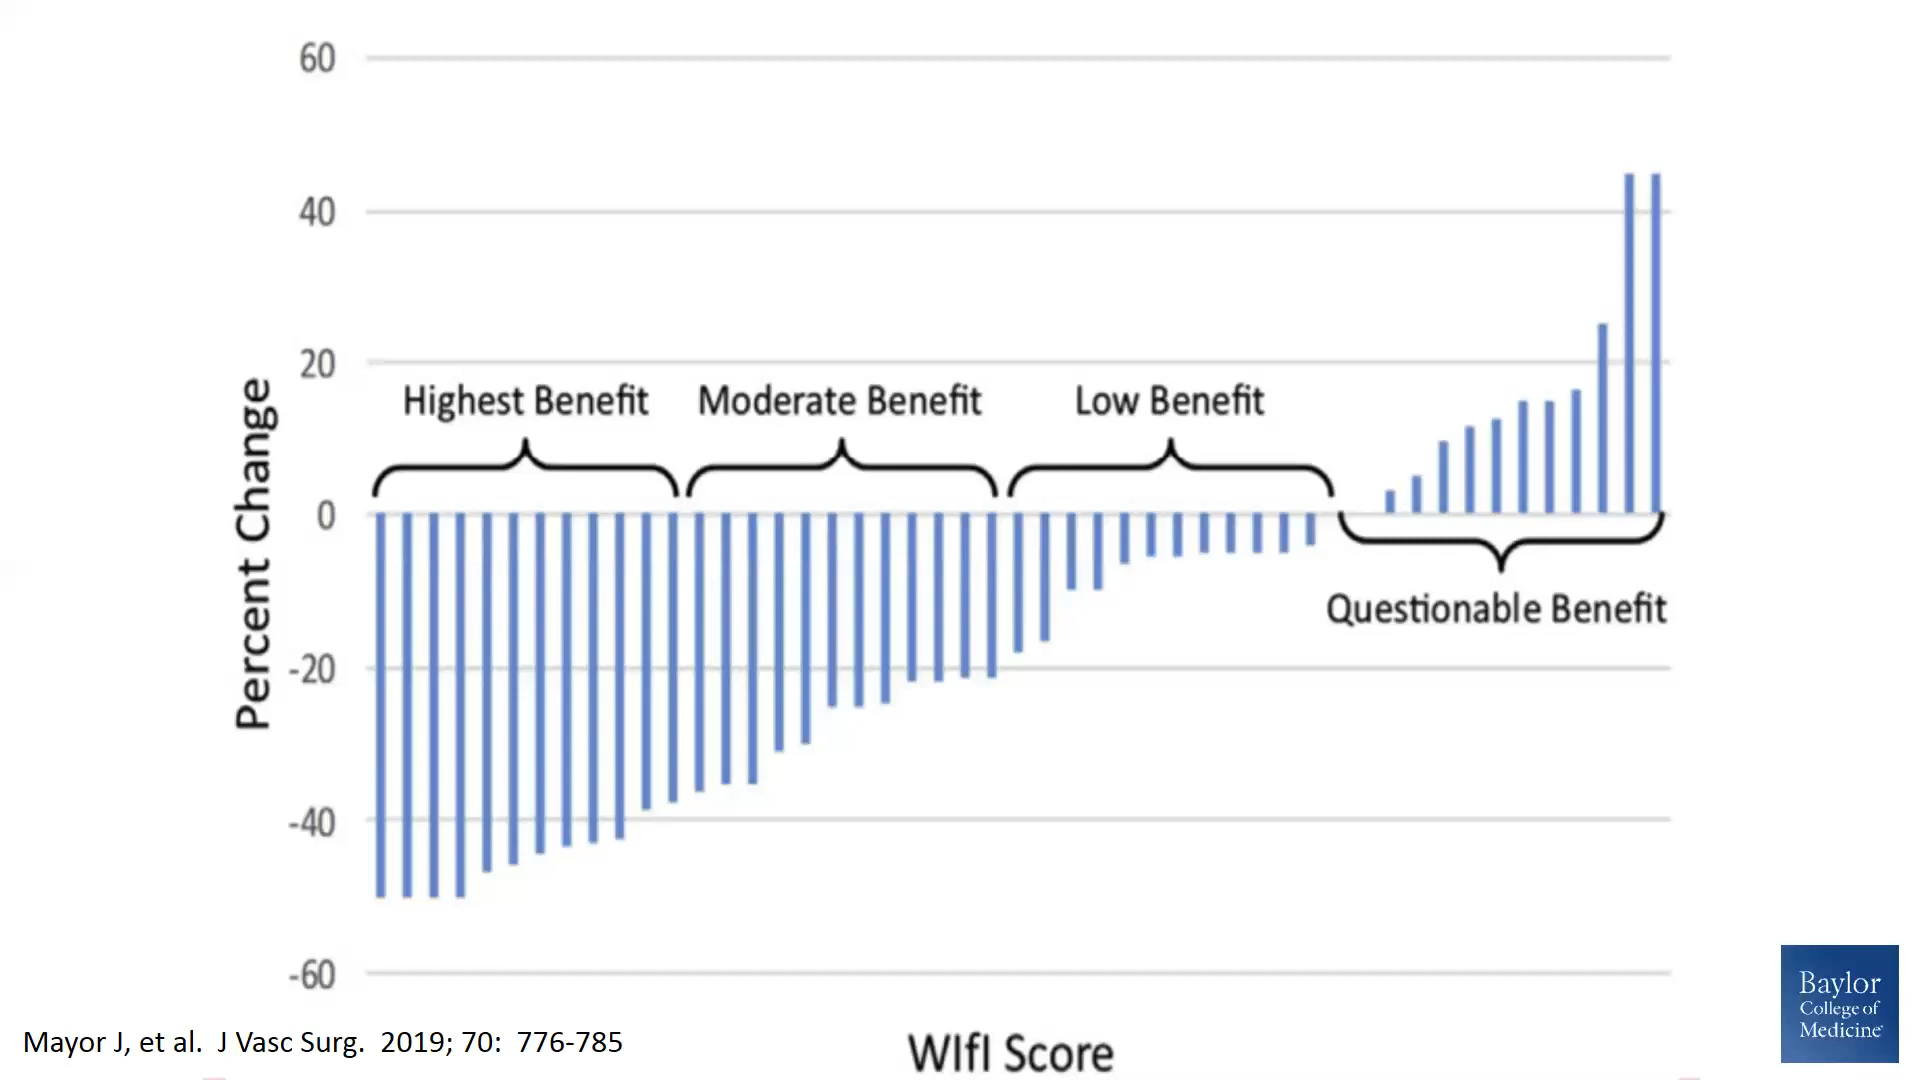 60
40
20
Highest Benefit Moderate Benefit Low Benefit
0
Questionable Benefit
-20
-40
-60
Percent Change
WIfI Score
Mayor J, et al. J Vasc Surg. 2019; 70: 776-785
Baylor
College of
Medicine